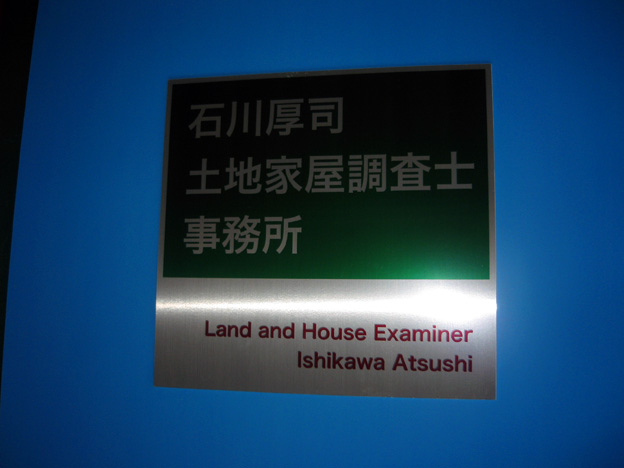 石川厚司
土地家屋調査士
事務所
Land and House Examiner
Ishikawa Atsushi